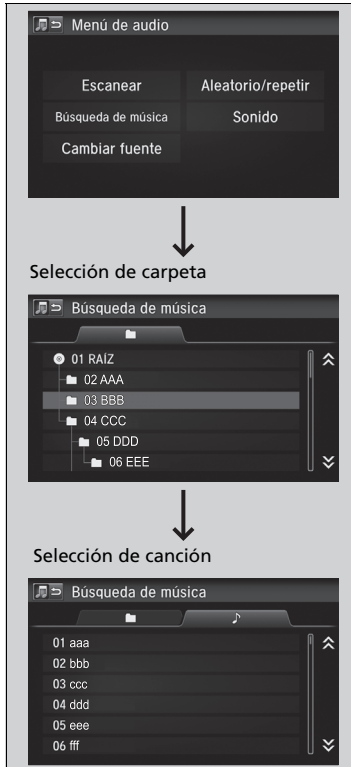 Menú de audio
Escanear Aleatorio/repetir
Búsqueda de música Sonido
Cambiar fuente
Selección de carpeta
Búsqueda de música
01 RAÍZ
02 AAA
03 BBB
04 CCC
05 DDD
06 EEE
Selección de canción
Búsqueda de música
01 aaa
02 bbb
03 ccc
04 ddd
05 eee
06 fff